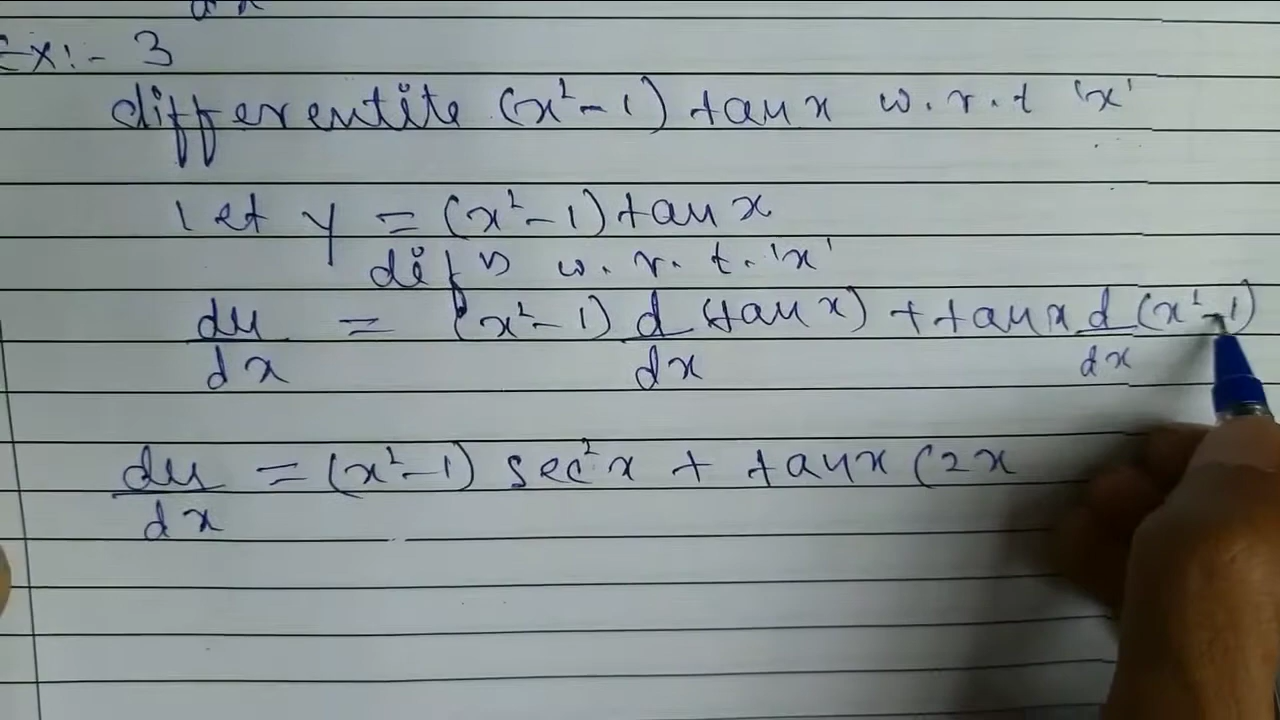 Ex:- 3
differentite (x²-1) tan x w.r.t 'x'
let y = (x²-1) tan x
diff w.r.t. 'x'
dy/dx = (x²-1) d/dx (tan x) + tan x d/dx (x²-1)
dy/dx = (x²-1) sec²x + tan x (2x